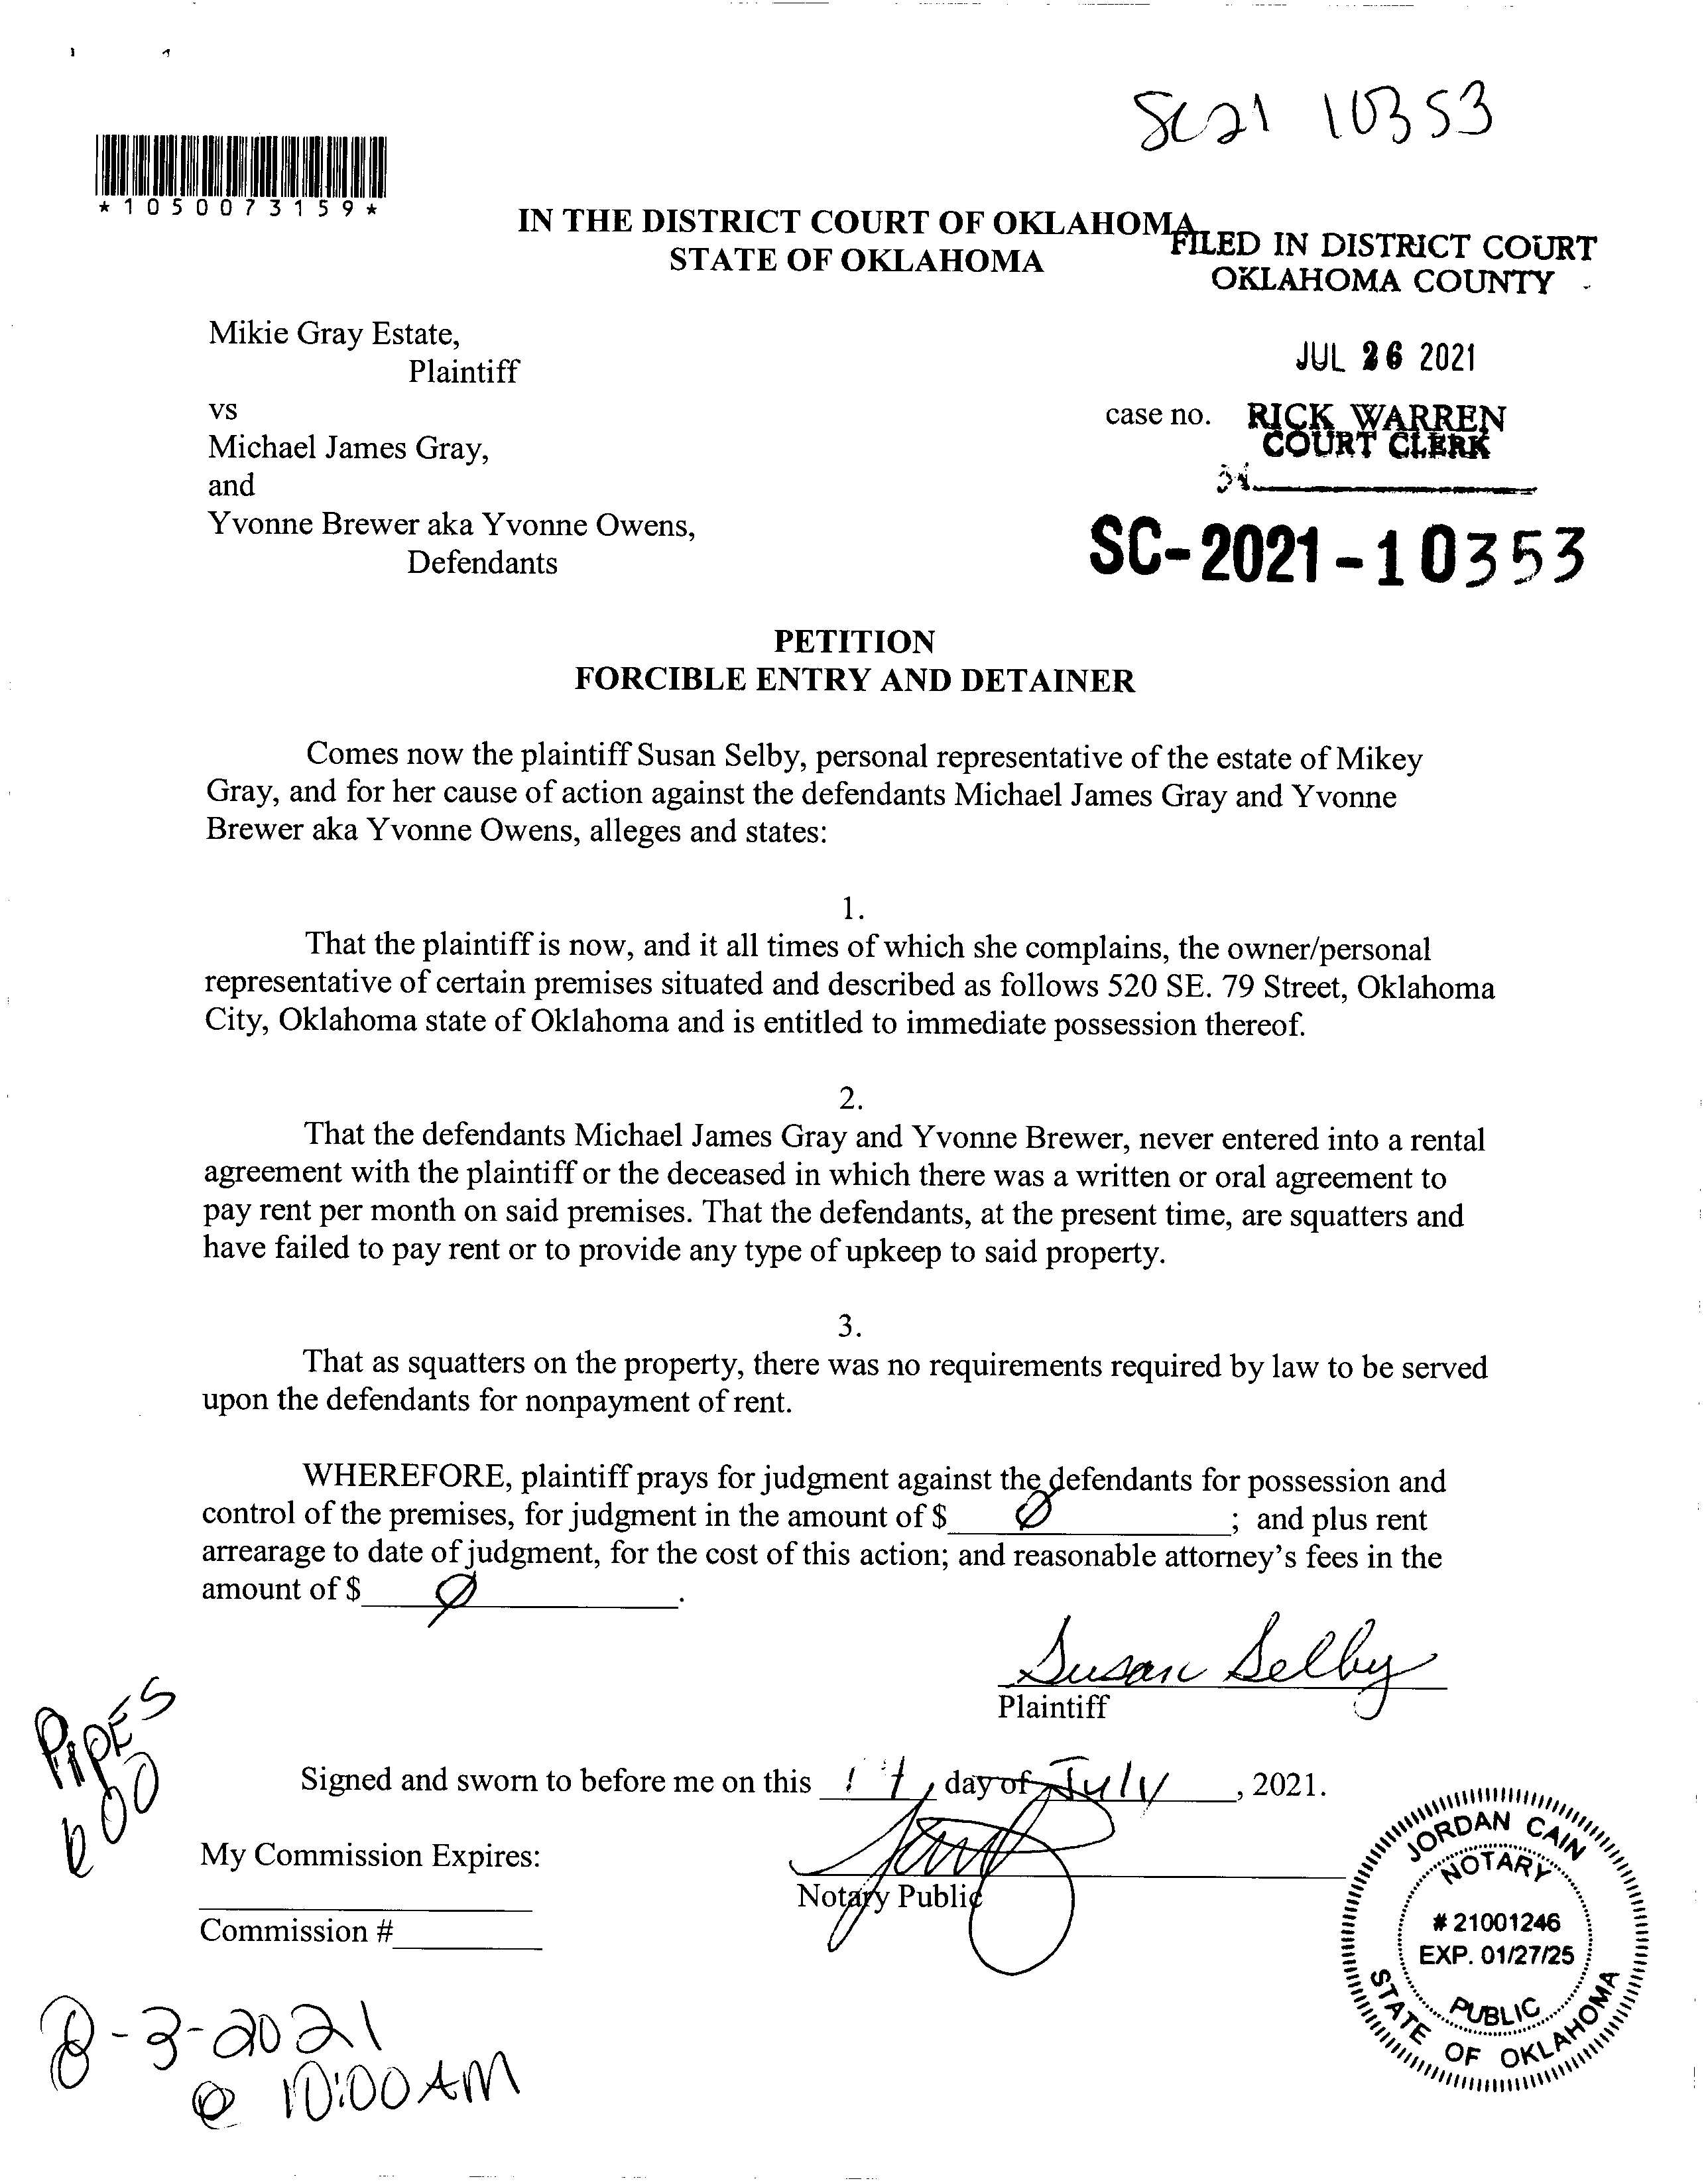 SC21 10353
*1050073159*
IN THE DISTRICT COURT OF OKLAHOMA
STATE OF OKLAHOMA
FILED IN DISTRICT COURT
OKLAHOMA COUNTY
JUL 26 2021
RICK WARREN
COURT CLERK
Mikie Gray Estate,
Plaintiff
vs
case no.
Michael James Gray,
and
Yvonne Brewer aka Yvonne Owens,
Defendants
SC-2021-10353
PETITION
FORCIBLE ENTRY AND DETAINER
Comes now the plaintiff Susan Selby, personal representative of the estate of Mikey
Gray, and for her cause of action against the defendants Michael James Gray and Yvonne
Brewer aka Yvonne Owens, alleges and states:
1.
That the plaintiff is now, and it all times of which she complains, the owner/personal
representative of certain premises situated and described as follows 520 SE. 79 Street, Oklahoma
City, Oklahoma state of Oklahoma and is entitled to immediate possession thereof.
2.
That the defendants Michael James Gray and Yvonne Brewer, never entered into a rental
agreement with the plaintiff or the deceased in which there was a written or oral agreement to
pay rent per month on said premises. That the defendants, at the present time, are squatters and
have failed to pay rent or to provide any type of upkeep to said property.
3.
That as squatters on the property, there was no requirements required by law to be served
upon the defendants for nonpayment of rent.
WHEREFORE, plaintiff prays for judgment against the defendants for possession and
control of the premises, for judgment in the amount of $ Ø ; and plus rent
arrearage to date of judgment, for the cost of this action; and reasonable attorney's fees in the
amount of $ Ø .
Susan Selby
Plaintiff
PIPES
Signed and sworn to before me on this day of July, 2021.
My Commission Expires:
Notary Public
Commission #
JORDAN CAIN
NOTARY
# 21001246
EXP. 01/27/25
PUBLIC
STATE OF OKLAHOMA
8-3-2021
@ 10:00 AM